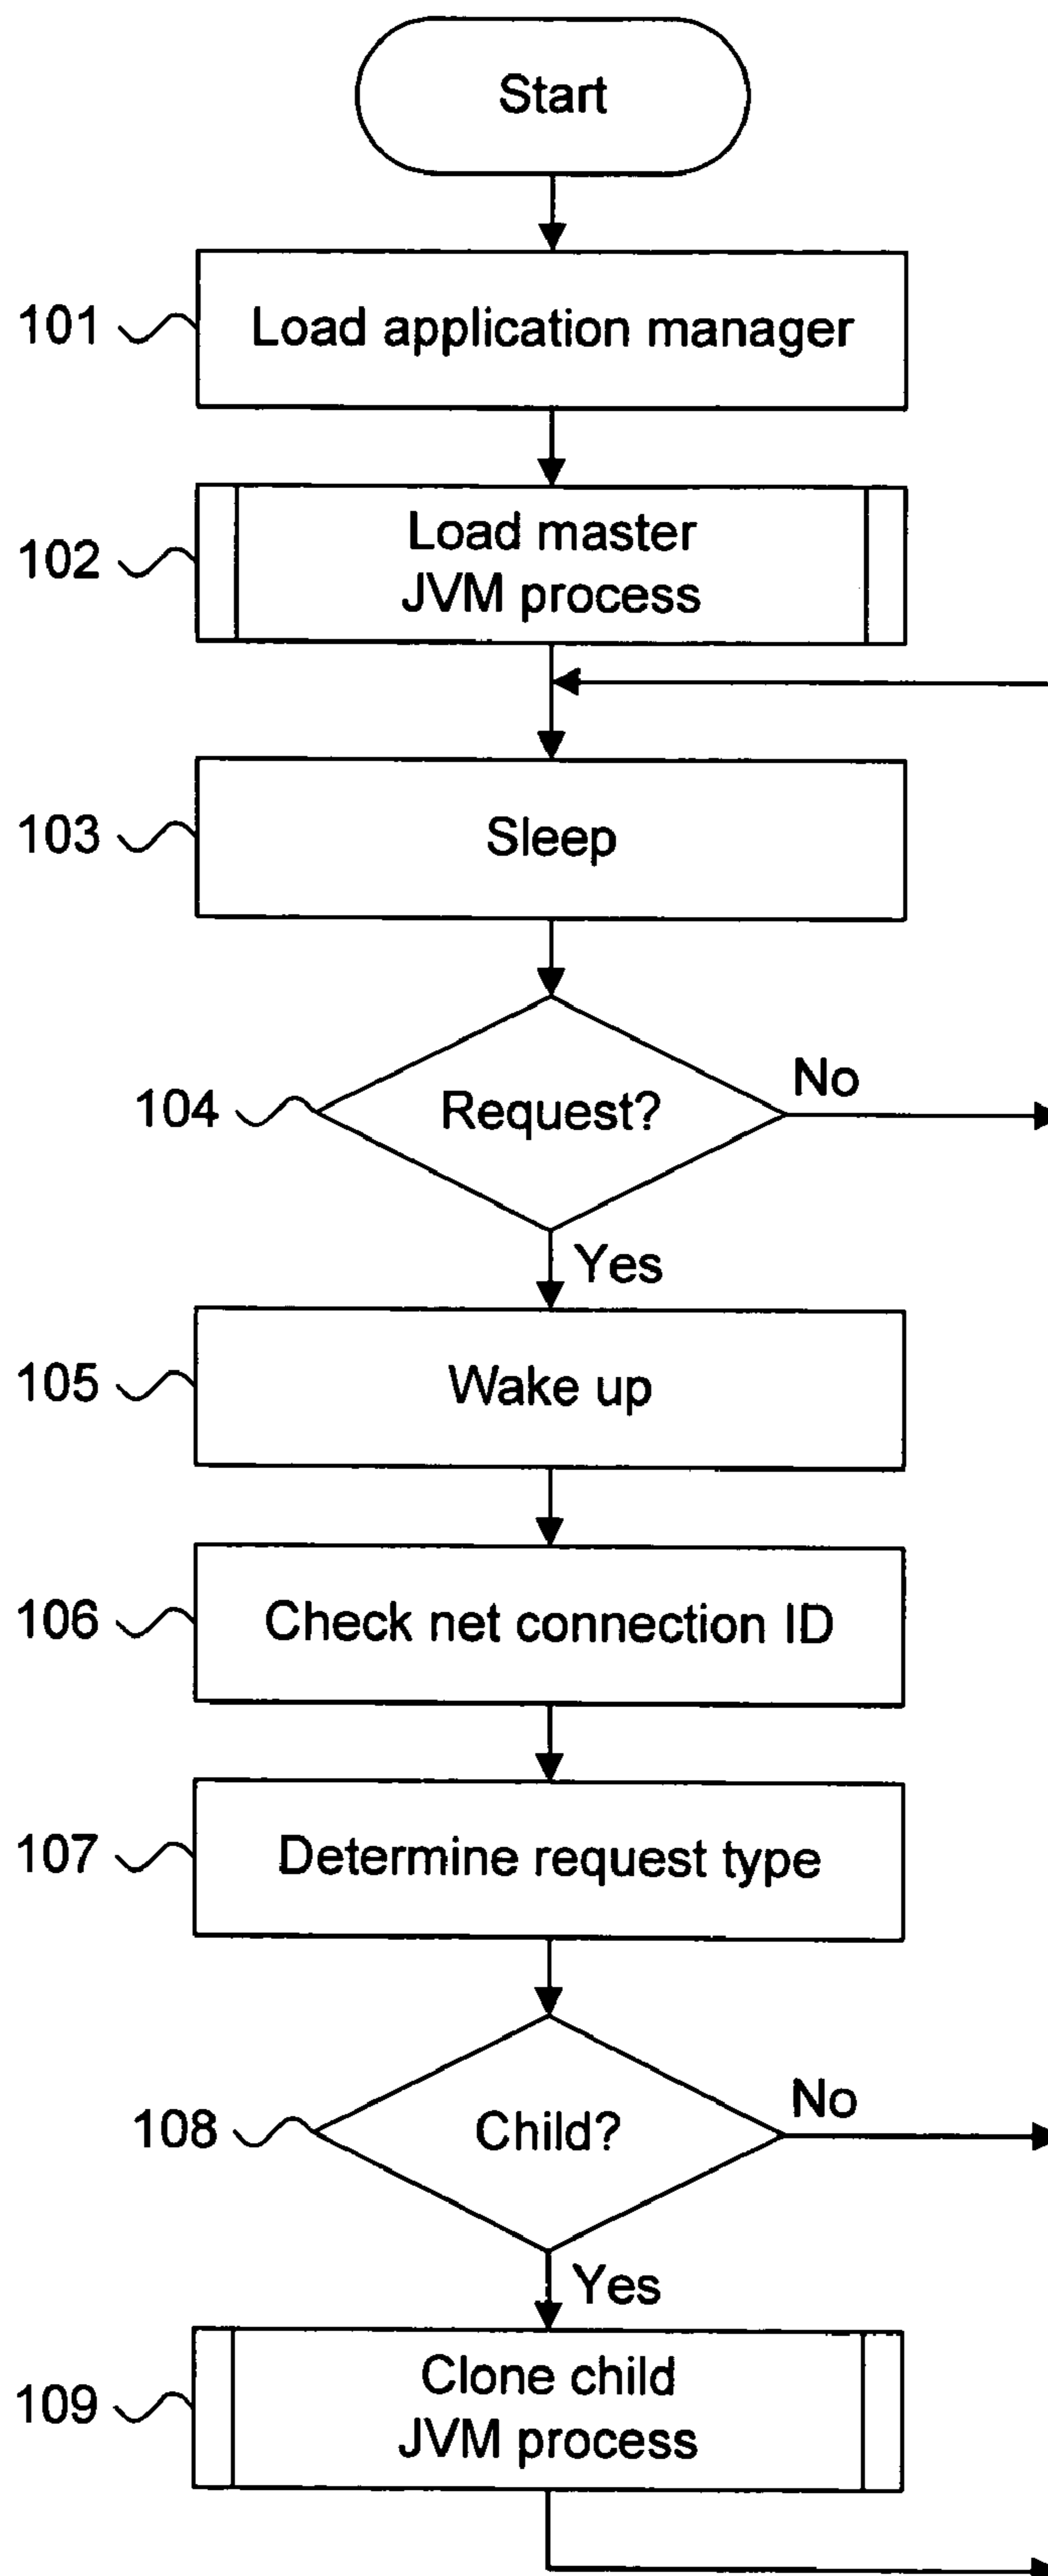 Start
101
Load application manager
102
Load master
JVM process
103
Sleep
104
Request?
No
Yes
105
Wake up
106
Check net connection ID
107
Determine request type
108
Child?
No
Yes
109
Clone child
JVM process